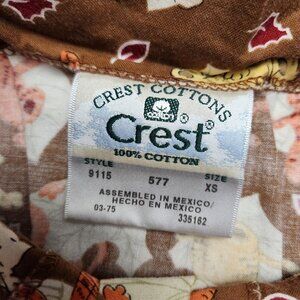 CREST COTTONS
COTTON
Crest®
100% COTTON
STYLE SIZE
9115 577 XS
ASSEMBLED IN MEXICO/
HECHO EN MEXICO
03-75 335162